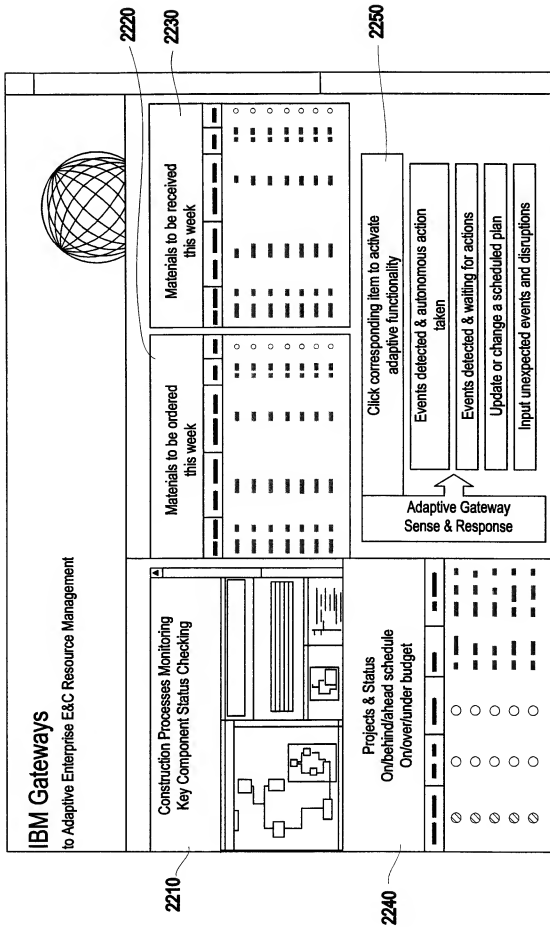 IBM Gateways
to Adaptive Enterprise E&C Resource Management
2210
Construction Processes Monitoring
Key Component Status Checking
2220
Materials to be ordered
this week
2230
Materials to be received
this week
2240
Projects & Status
On/behind/ahead schedule
On/over/under budget
Adaptive Gateway
Sense & Response
2250
Click corresponding item to activate
adaptive functionality
Events detected & autonomous action
taken
Events detected & waiting for actions
Update or change a scheduled plan
Input unexpected events and disruptions